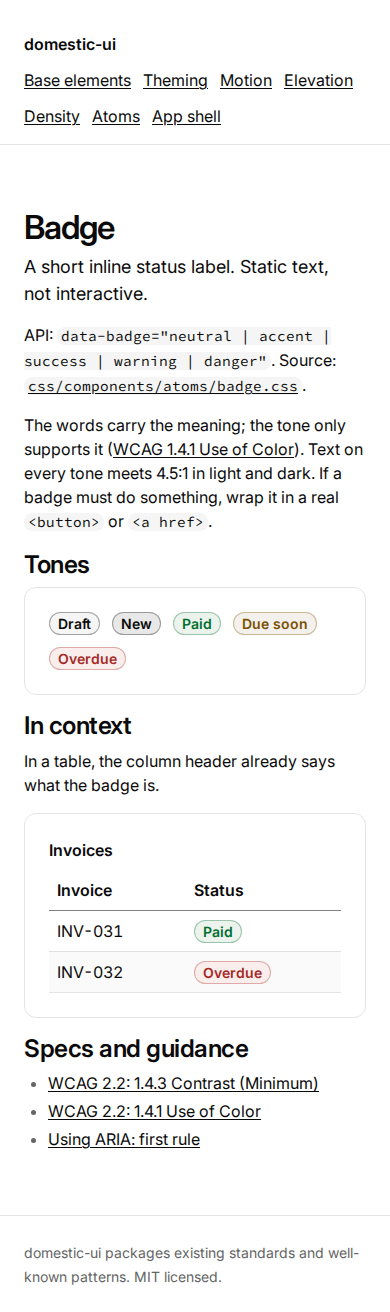 domestic-ui
Base elements Theming Motion Elevation
Density Atoms App shell
Badge
A short inline status label. Static text,
not interactive.
API: data-badge="neutral | accent |
success | warning | danger". Source:
css/components/atoms/badge.css.
The words carry the meaning; the tone only
supports it (WCAG 1.4.1 Use of Color). Text on
every tone meets 4.5:1 in light and dark. If a
badge must do something, wrap it in a real
<button> or <a href>.
Tones
Draft New Paid Due soon
Overdue
In context
In a table, the column header already says
what the badge is.
Invoices
Invoice Status
INV-031 Paid
INV-032 Overdue
Specs and guidance
WCAG 2.2: 1.4.3 Contrast (Minimum)
WCAG 2.2: 1.4.1 Use of Color
Using ARIA: first rule
domestic-ui packages existing standards and well-
known patterns. MIT licensed.